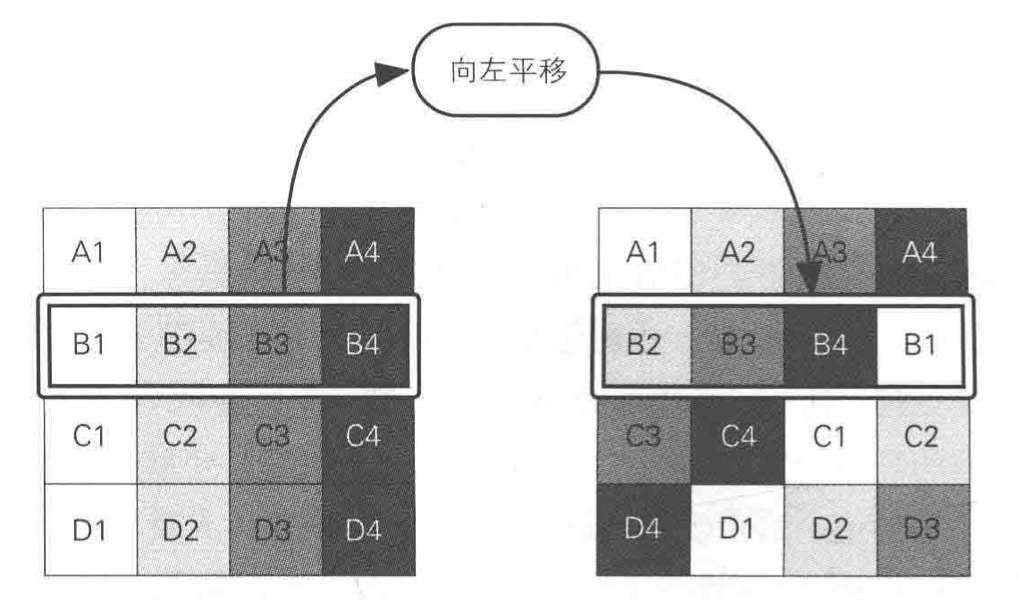 向左平移
A1 A2 A3 A4
B1 B2 B3 B4
C1 C2 C3 C4
D1 D2 D3 D4
A1 A2 A3 A4
B2 B3 B4 B1
C3 C4 C1 C2
D4 D1 D2 D3